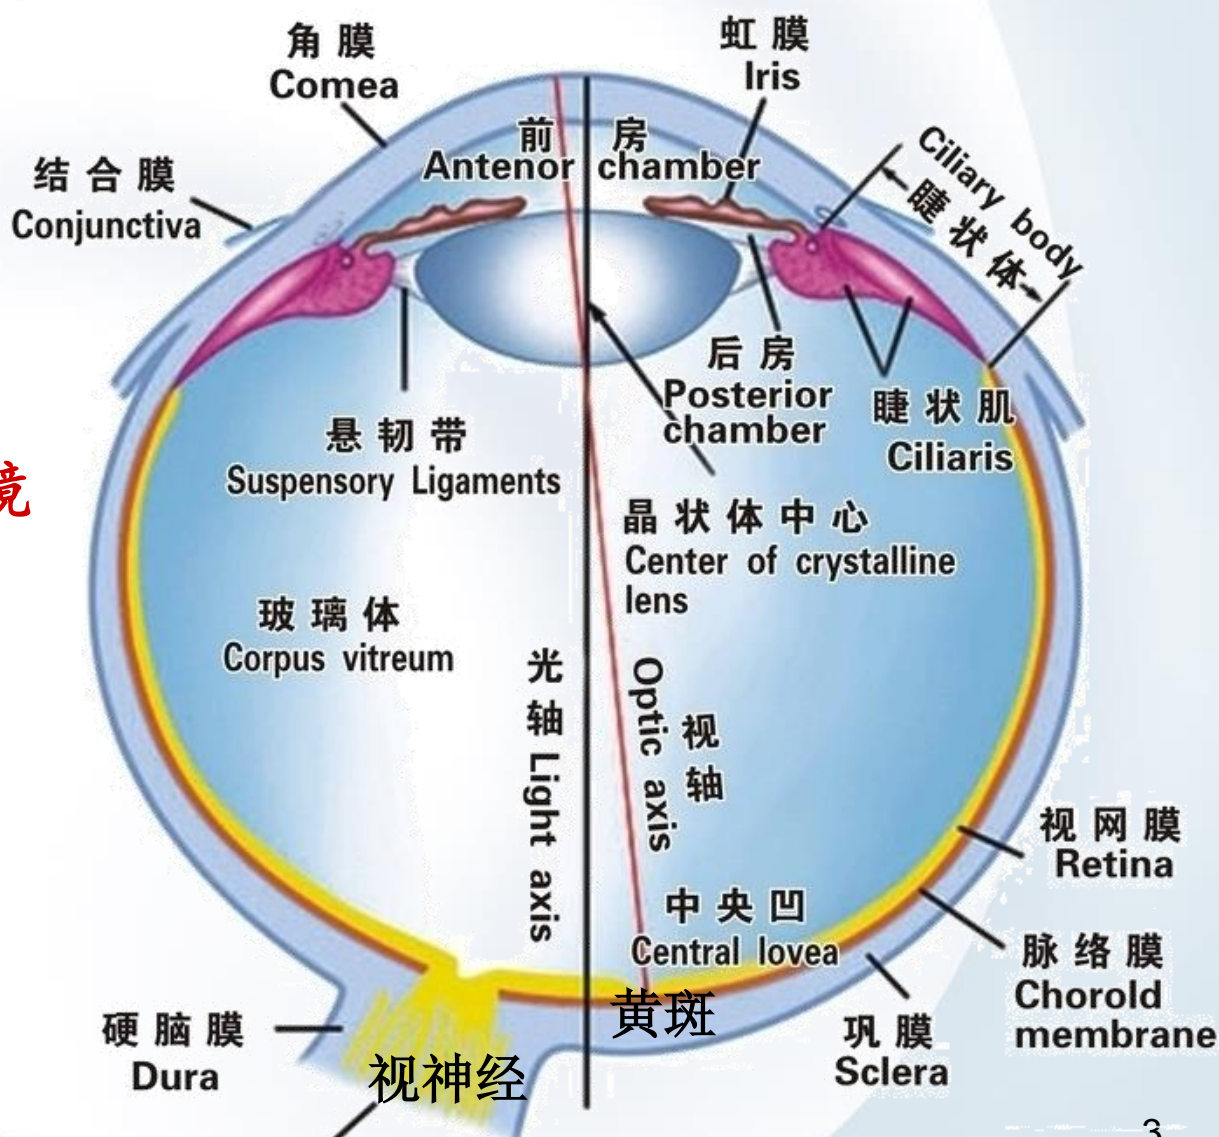 角膜
Comea
虹膜
Iris
前房
Antenor chamber
结合膜
Conjunctiva
Ciliary body
睫状体
后房
Posterior
chamber
睫状肌
Ciliaris
悬韧带
Suspensory Ligaments
境
晶状体中心
Center of crystalline
lens
玻璃体
Corpus vitreum
光轴 Light axis
Optic axis
视轴
视网膜
Retina
中央凹
Central lovea
脉络膜
Chorold
membrane
黄斑
巩膜
Sclera
硬脑膜
Dura
视神经
3